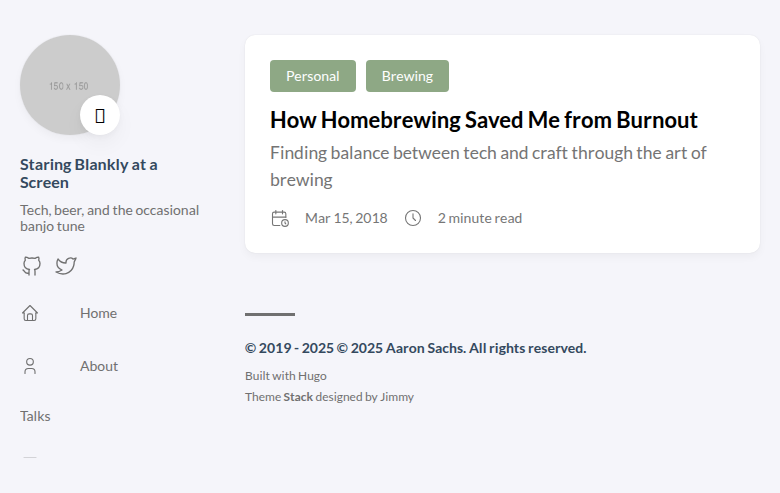 150 x 150
Staring Blankly at a
Screen
Tech, beer, and the occasional
banjo tune
Home
About
Talks
Personal
Brewing
How Homebrewing Saved Me from Burnout
Finding balance between tech and craft through the art of
brewing
Mar 15, 2018
2 minute read
© 2019 - 2025 © 2025 Aaron Sachs. All rights reserved.
Built with Hugo
Theme Stack designed by Jimmy